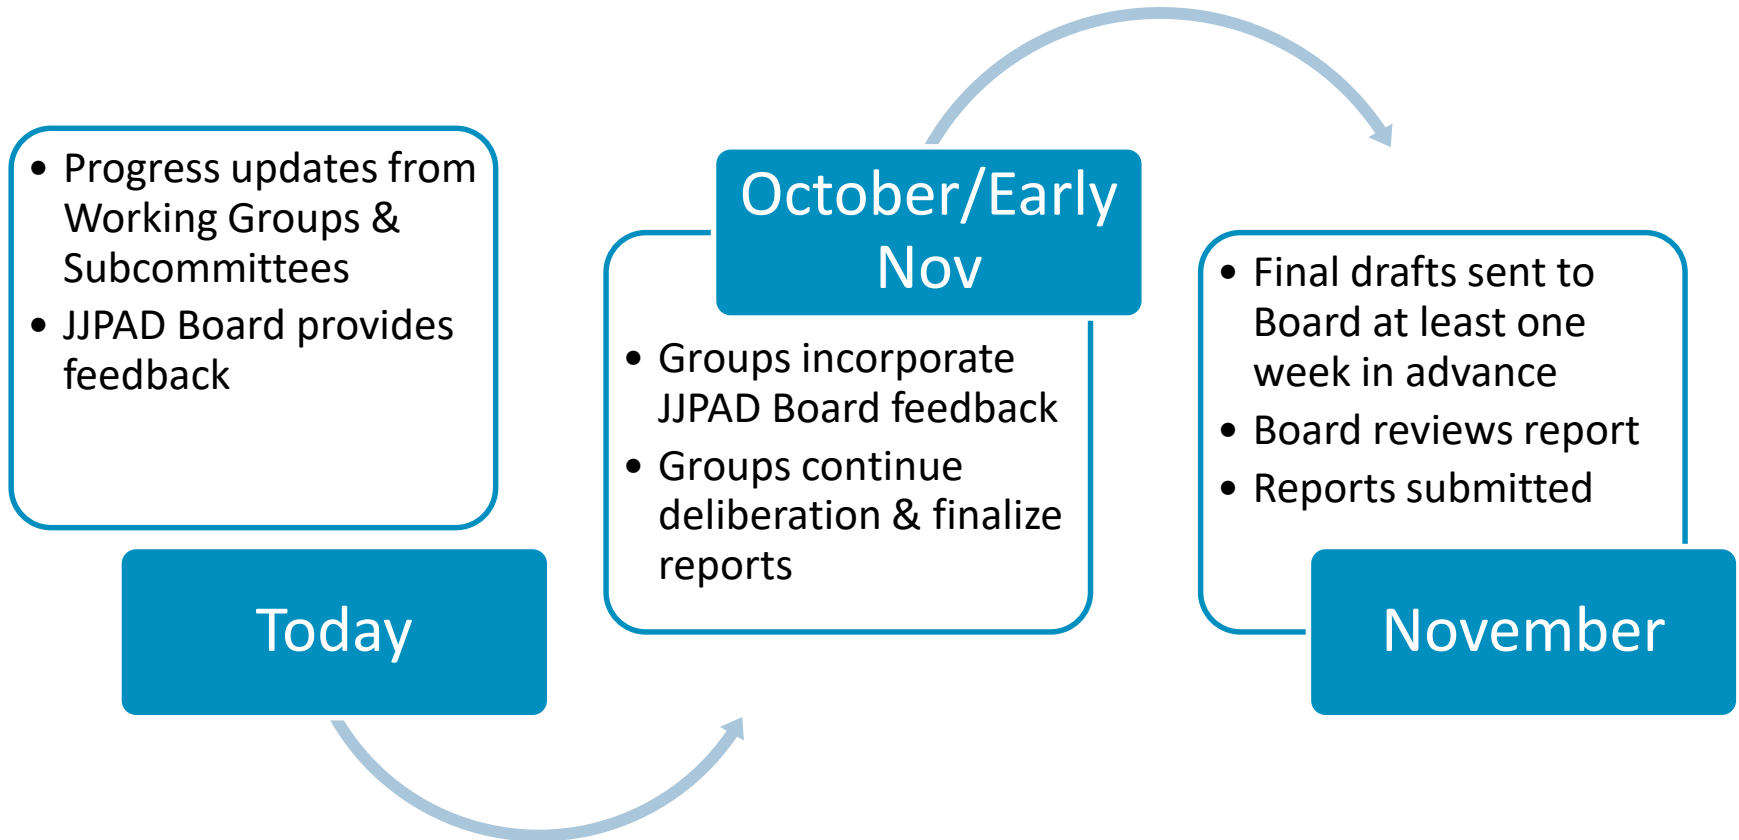 • Progress updates from
Working Groups &
Subcommittees
• JJPAD Board provides
feedback
Today
October/Early
Nov
• Groups incorporate
JJPAD Board feedback
• Groups continue
deliberation & finalize
reports
• Final drafts sent to
Board at least one
week in advance
• Board reviews report
• Reports submitted
November